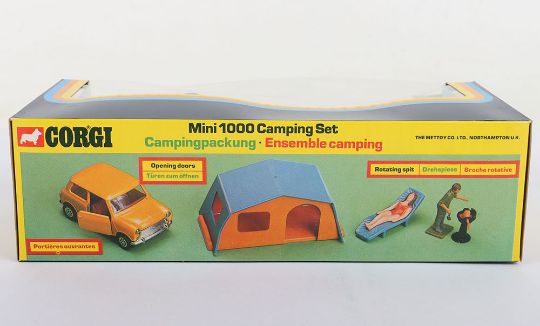 CORGI
Mini 1000 Camping Set
Campingpackung · Ensemble camping
THE METTOY CO. LTD., NORTHAMPTON U.K.
Opening doors
Türen zum öffnen
Portières ouvrantes
Rotating spit Drehspiess Broche rotative